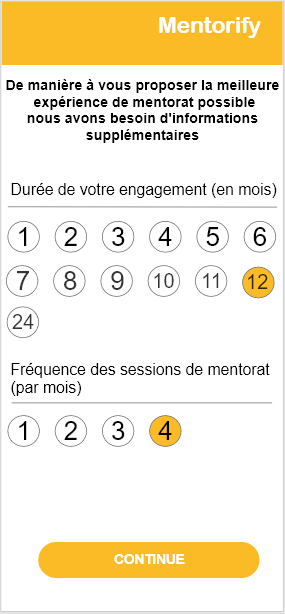 Mentorify
De manière à vous proposer la meilleure
expérience de mentorat possible
nous avons besoin d'informations
supplémentaires
Durée de votre engagement (en mois)
1 2 3 4 5 6
7 8 9 10 11 12
24
Fréquence des sessions de mentorat
(par mois)
1 2 3 4
CONTINUE